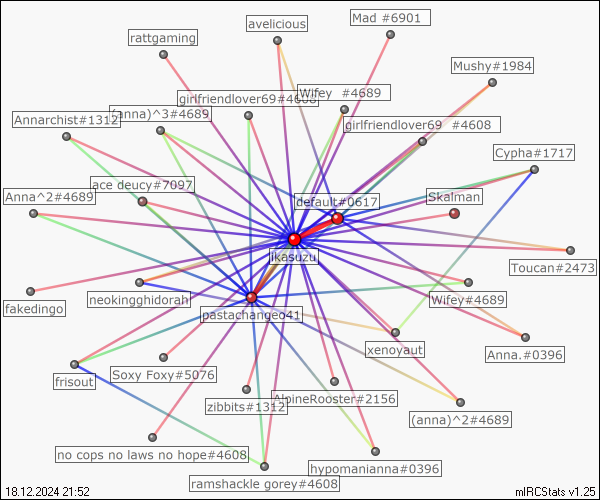 Mad #6901
avelicious
rattgaming
Mushy#1984
Wifey #4689
girlfriendlover69#4608
(anna)^3#4689
Annarchist#1312
girlfriendlover69 #4608
Cypha#1717
ace deucy#7097
Anna^2#4689
default#0617
Skalman
jikasuzu
Toucan#2473
neokingghidorah
Wifey#4689
fakedingo
pastachangeo41
xenoyaut
Anna.#0396
Soxy Foxy#5076
frisout
AlpineRooster#2156
zibbits#1312
(anna)^2#4689
no cops no laws no hope#4608
hypomanianna#0396
ramshackle gorey#4608
18.12.2024 21:52
mIRCStats v1.25